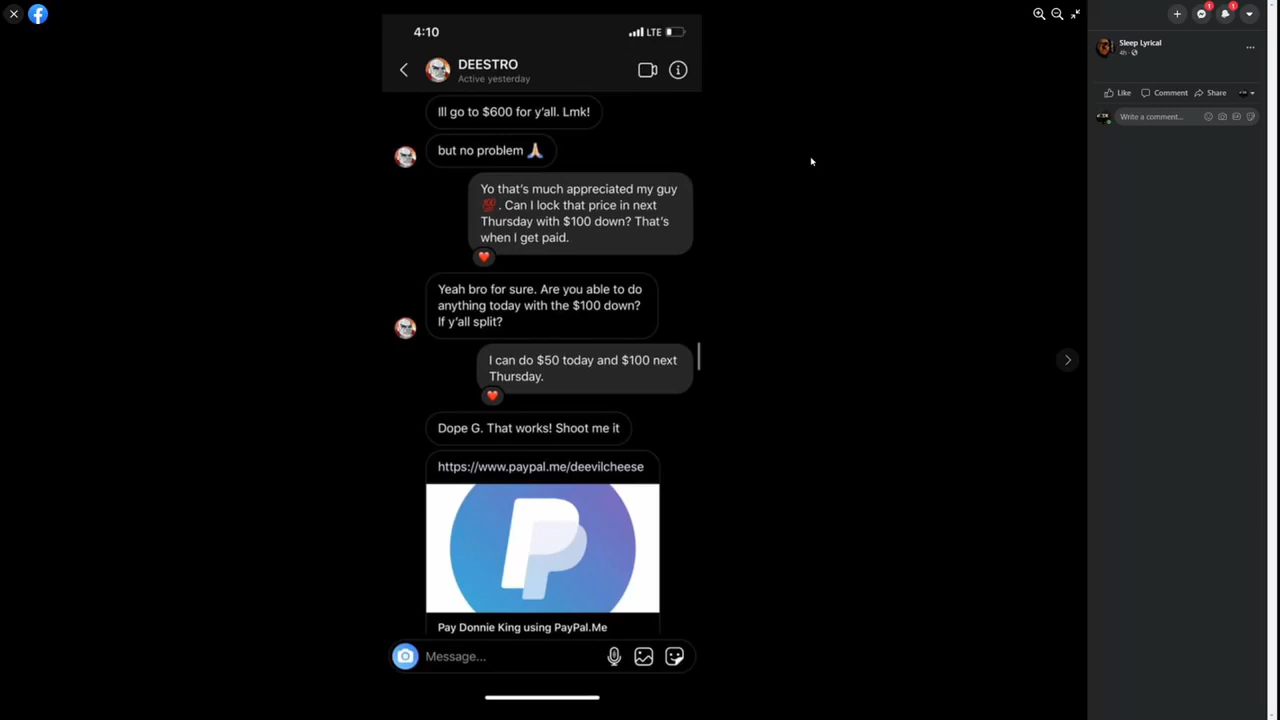 4:10
LTE
DEESTRO
Active yesterday
Ill go to $600 for y'all. Lmk!
but no problem 🙏🏼
Yo that's much appreciated my guy
💯. Can I lock that price in next
Thursday with $100 down? That's
when I get paid.
Yeah bro for sure. Are you able to do
anything today with the $100 down?
If y'all split?
I can do $50 today and $100 next
Thursday.
Dope G. That works! Shoot me it
https://www.paypal.me/deevilcheese
Pay Donnie King using PayPal.Me
Message...
1
1
Sleep Lyrical
4h
Like
Comment
Share
Write a comment...